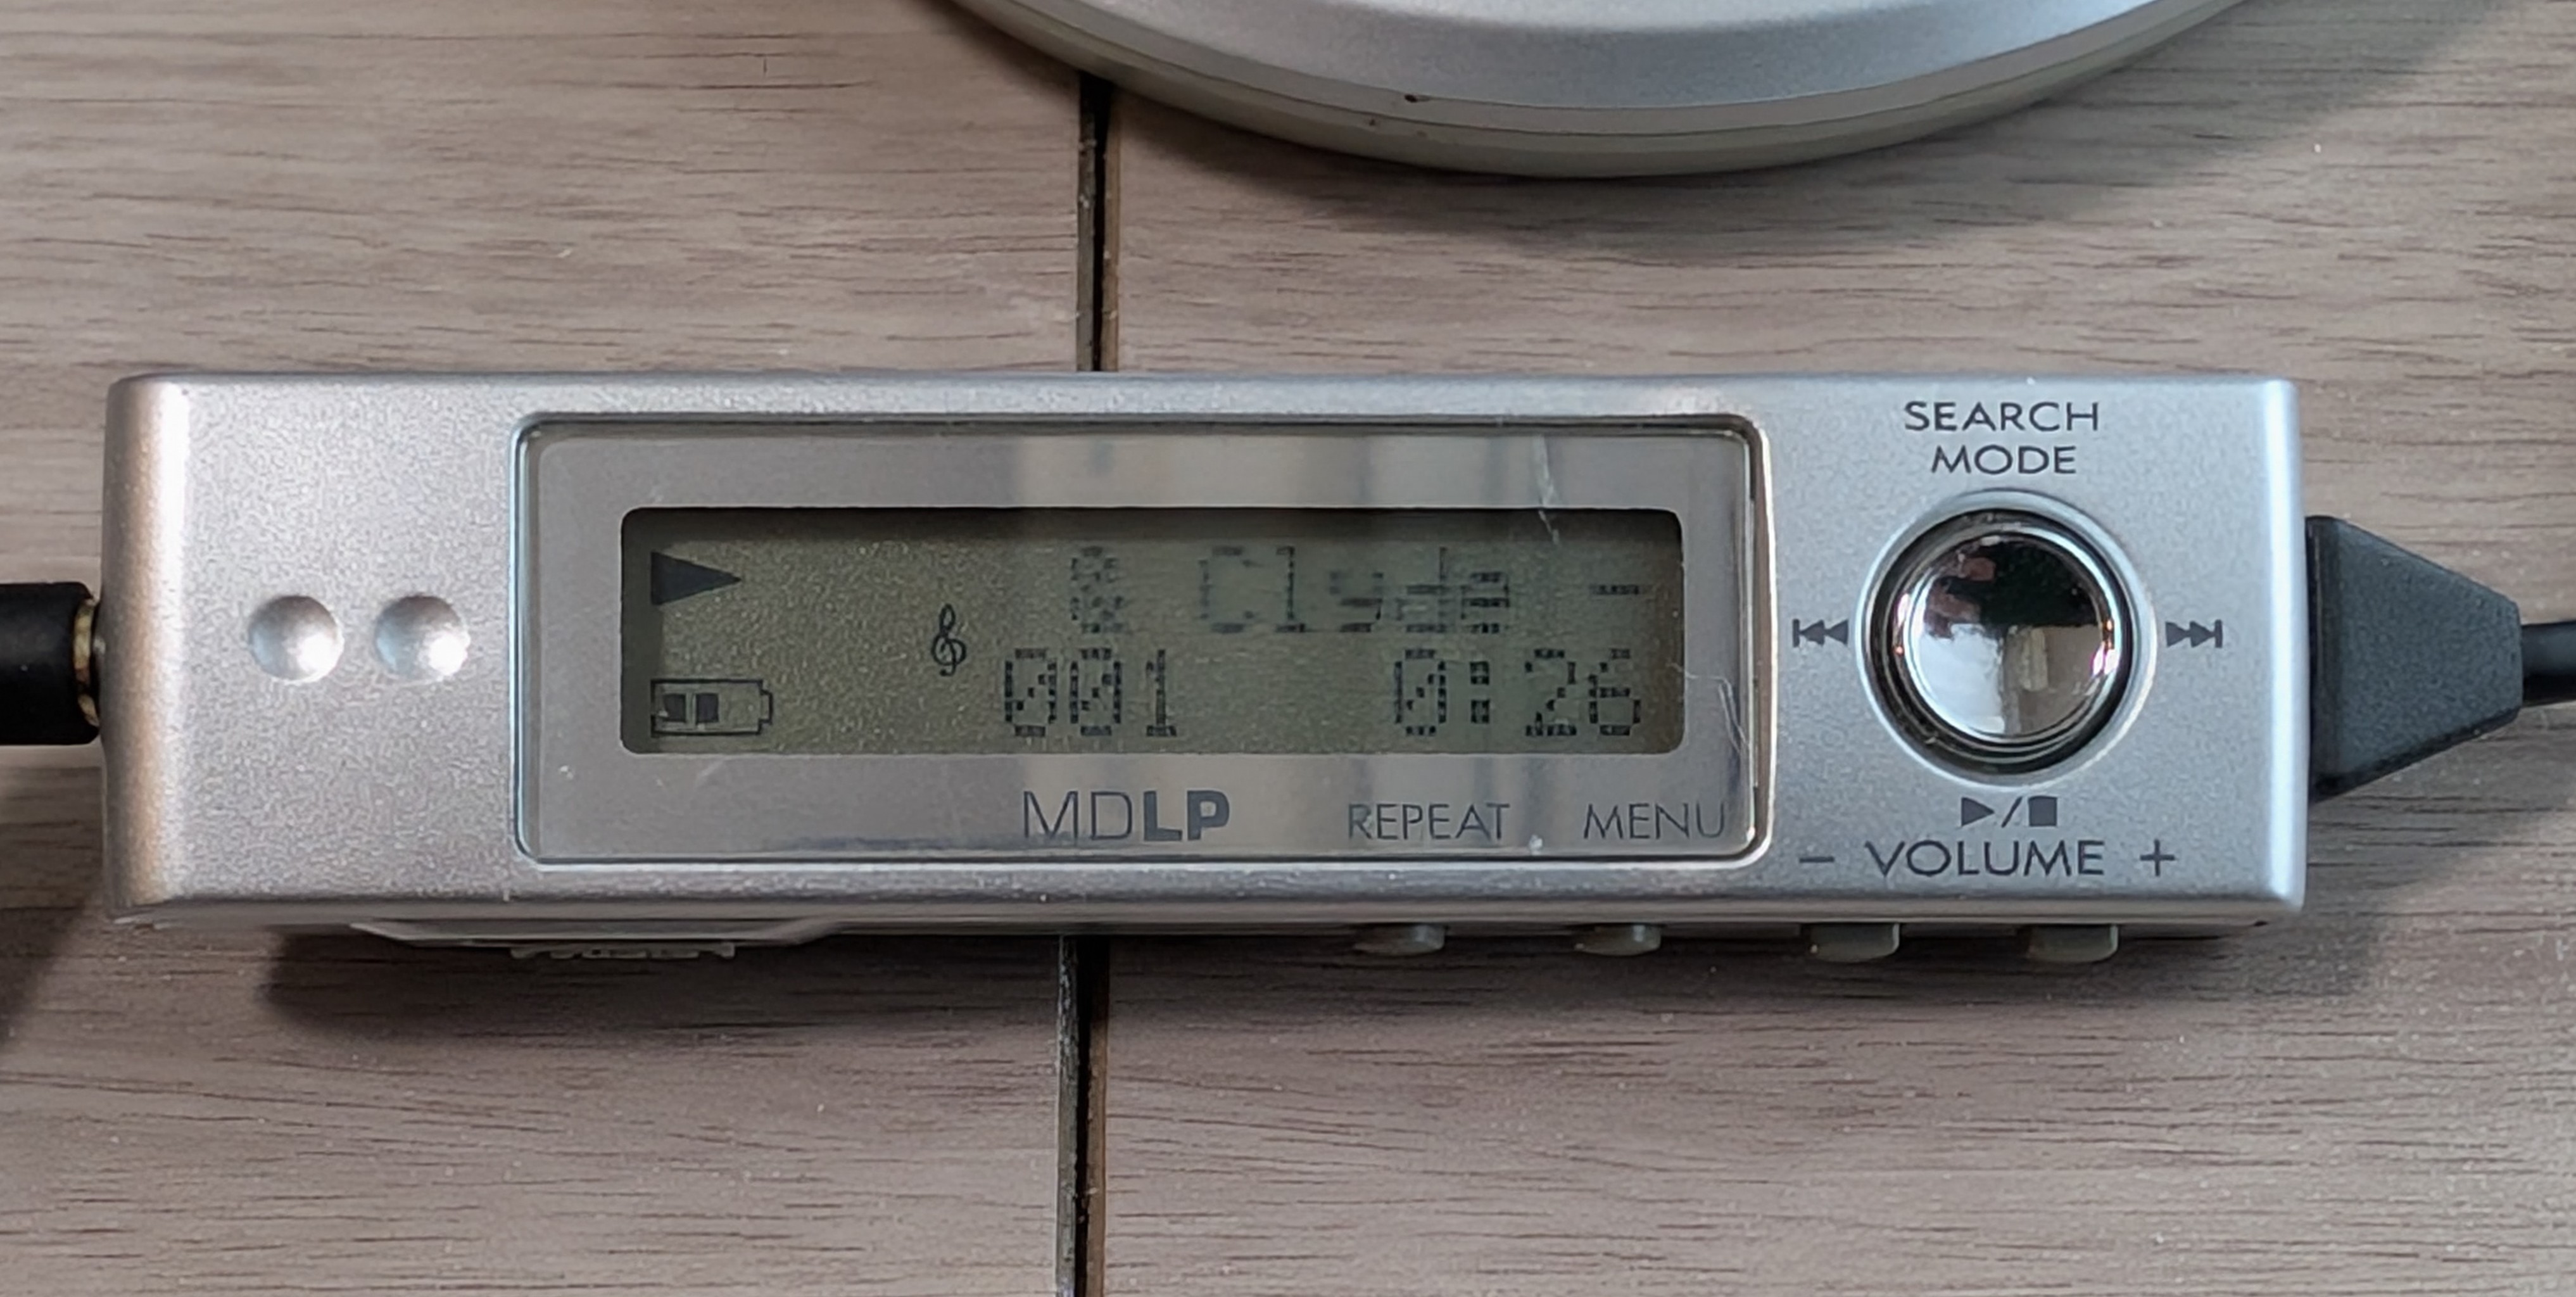 SEARCH
MODE
& Clyde -
001 0:26
MDLP REPEAT MENU
- VOLUME +